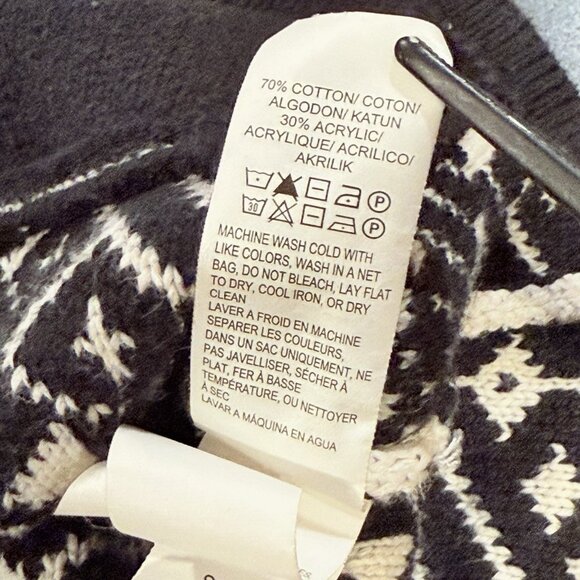 70% COTTON/ COTON/
ALGODON/ KATUN
30% ACRYLIC/
ACRYLIQUE/ ACRILICO/
AKRILIK
P
30 P
MACHINE WASH COLD WITH
LIKE COLORS, WASH IN A NET
BAG, DO NOT BLEACH, LAY FLAT
TO DRY, COOL IRON, OR DRY
CLEAN
LAVER A FROID EN MACHINE
SEPARER LES COULEURS,
DANS UN SAC UNIQUEMENT, NE
PAS JAVELLISER, SÉCHER À
PLAT, FER À BASSE
TEMPÉRATURE, OU NETTOYER
À SEC
LAVAR A MÁQUINA EN AGUA